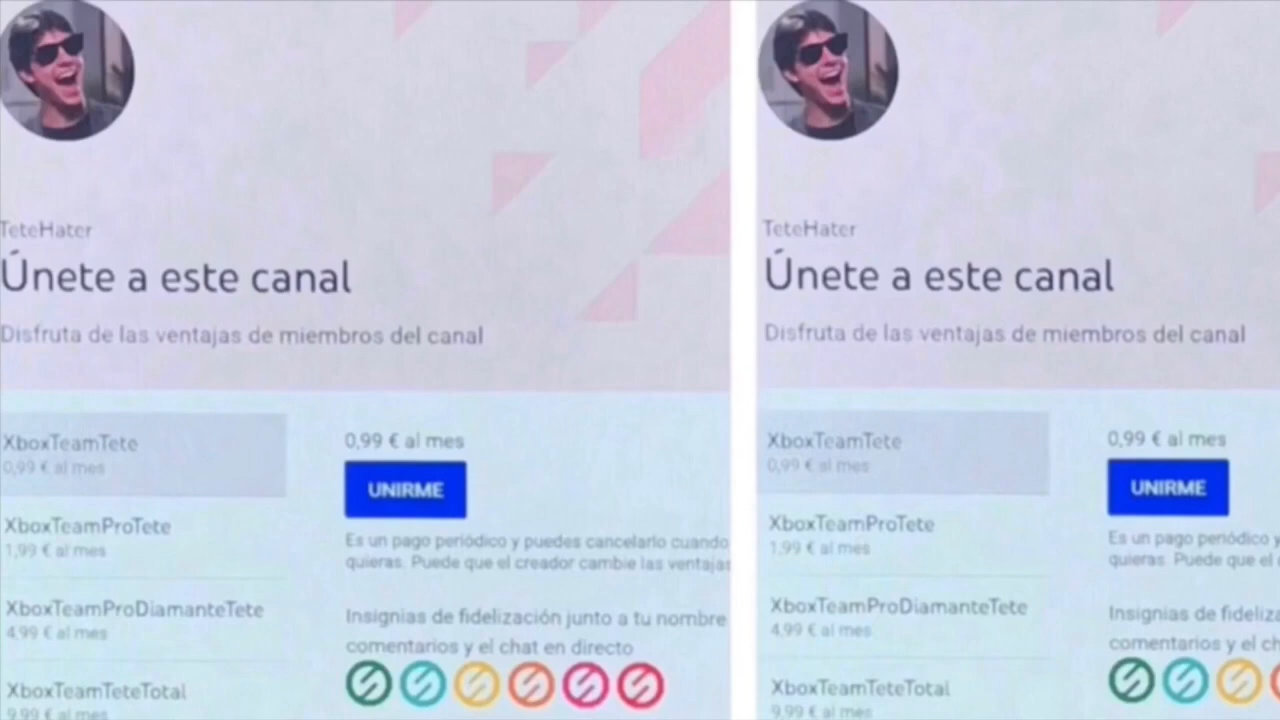 TeteHater
Únete a este canal
Disfruta de las ventajas de miembros del canal
XboxTeamTete
0,99 € al mes
XboxTeamProTete
1,99 € al mes
XboxTeamProDiamanteTete
4,99 € al mes
XboxTeamTeteTotal
9,99 € al mes
0,99 € al mes
UNIRME
Es un pago periódico y puedes cancelarlo cuando
quieras. Puede que el creador cambie las ventajas
Insignias de fidelización junto a tu nombre
comentarios y el chat en directo
TeteHater
Únete a este canal
Disfruta de las ventajas de miembros del canal
XboxTeamTete
0,99 € al mes
XboxTeamProTete
1,99 € al mes
XboxTeamProDiamanteTete
4,99 € al mes
XboxTeamTeteTotal
9,99 € al mes
0,99 € al mes
UNIRME
Es un pago periódico y
quieras. Puede que el
Insignias de fideliza
comentarios y el ch